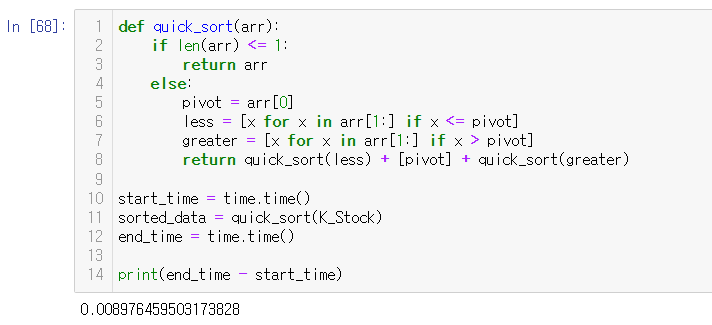 In [68]:
1 def quick_sort(arr):
2     if len(arr) <= 1:
3         return arr
4     else:
5         pivot = arr[0]
6         less = [x for x in arr[1:] if x <= pivot]
7         greater = [x for x in arr[1:] if x > pivot]
8         return quick_sort(less) + [pivot] + quick_sort(greater)
9
10 start_time = time.time()
11 sorted_data = quick_sort(K_Stock)
12 end_time = time.time()
13
14 print(end_time - start_time)
0.008976459503173828